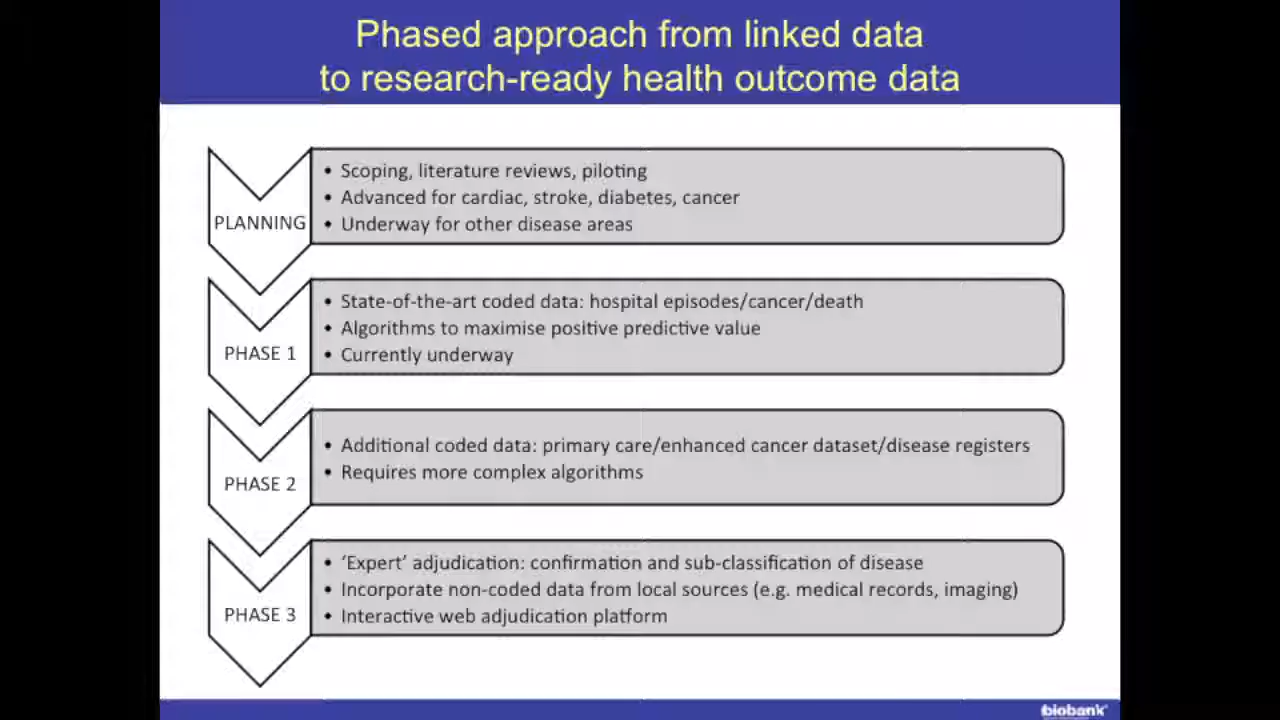 Phased approach from linked data
to research-ready health outcome data
PLANNING
• Scoping, literature reviews, piloting
• Advanced for cardiac, stroke, diabetes, cancer
• Underway for other disease areas
PHASE 1
• State-of-the-art coded data: hospital episodes/cancer/death
• Algorithms to maximise positive predictive value
• Currently underway
PHASE 2
• Additional coded data: primary care/enhanced cancer dataset/disease registers
• Requires more complex algorithms
PHASE 3
• ‘Expert’ adjudication: confirmation and sub-classification of disease
• Incorporate non-coded data from local sources (e.g. medical records, imaging)
• Interactive web adjudication platform
biobank